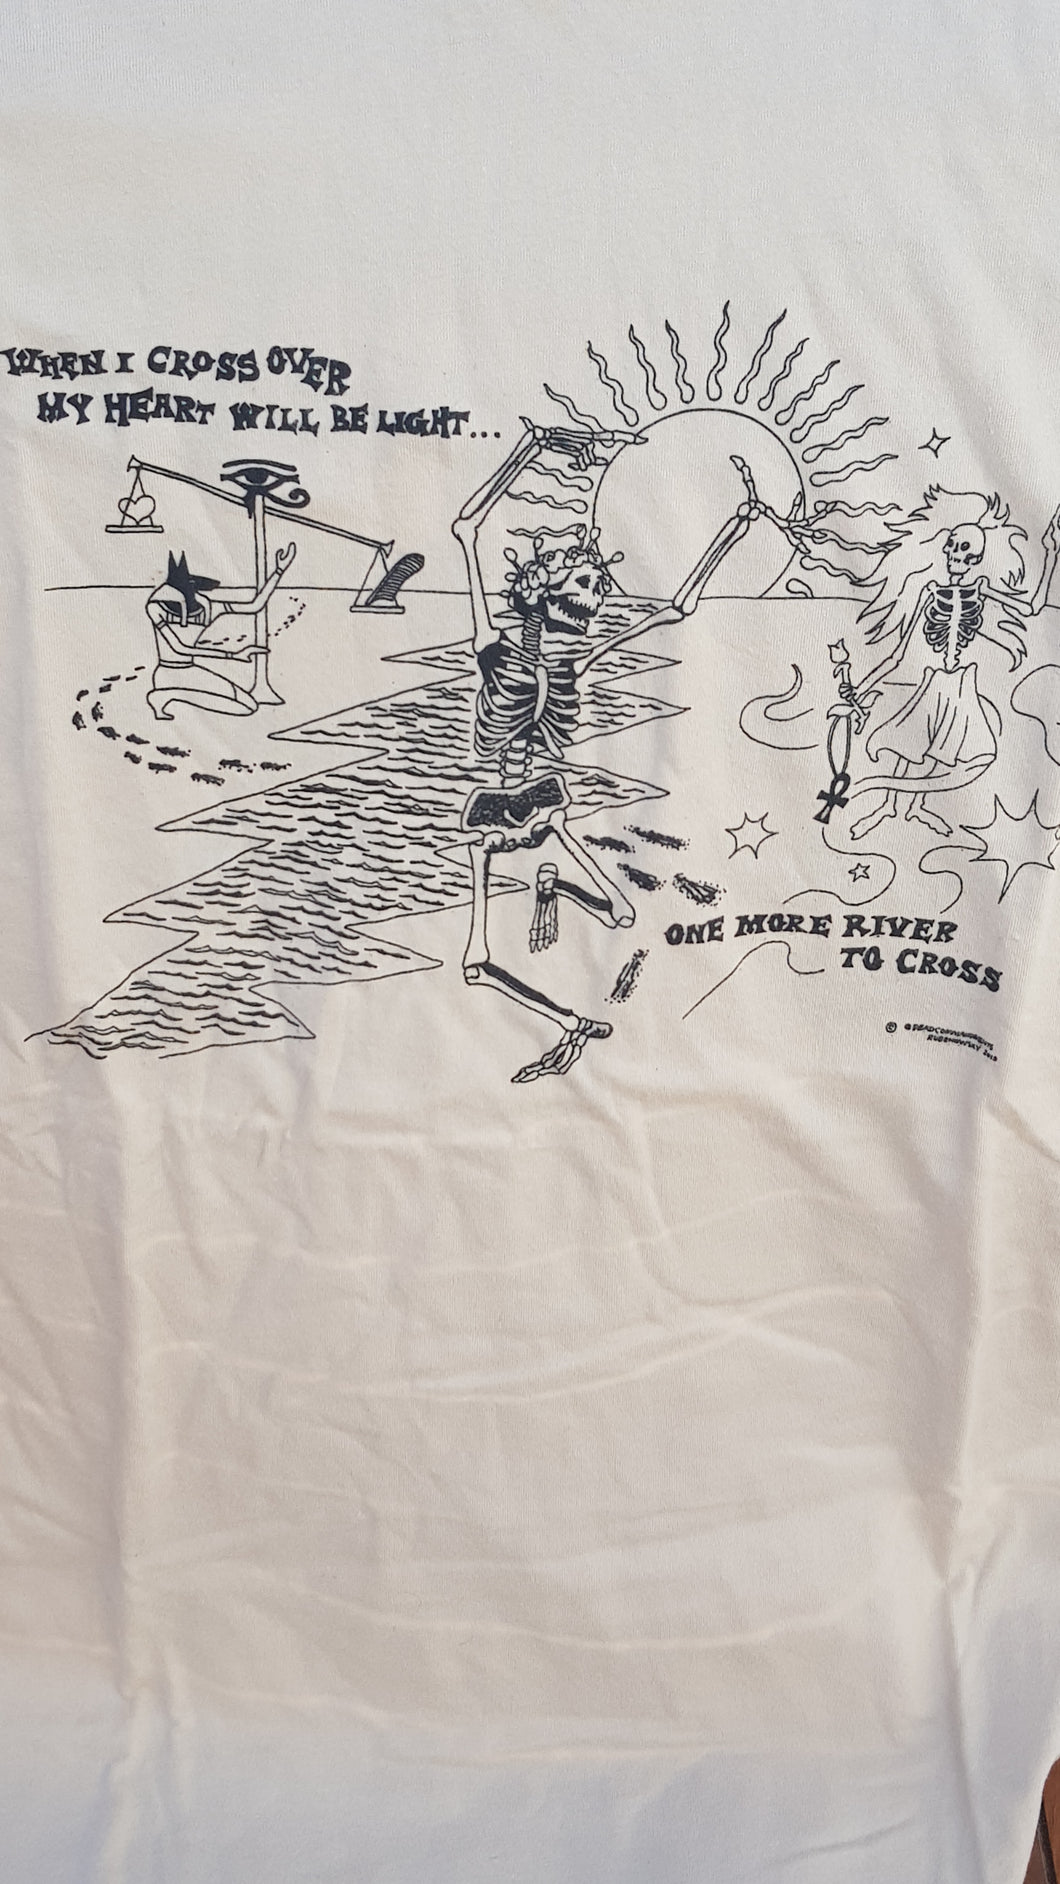 WHEN I CROSS OVER
MY HEART WILL BE LIGHT...
ONE MORE RIVER
TO CROSS
©